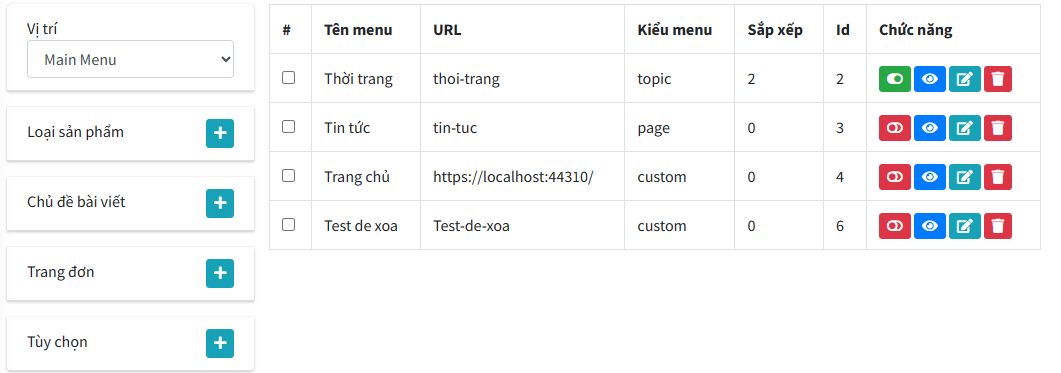 Vị trí
Main Menu
Loại sản phẩm
Chủ đề bài viết
Trang đơn
Tùy chọn
# Tên menu URL Kiểu menu Sắp xếp Id Chức năng
Thời trang thoi-trang topic 2 2
Tin tức tin-tuc page 0 3
Trang chủ https://localhost:44310/ custom 0 4
Test de xoa Test-de-xoa custom 0 6